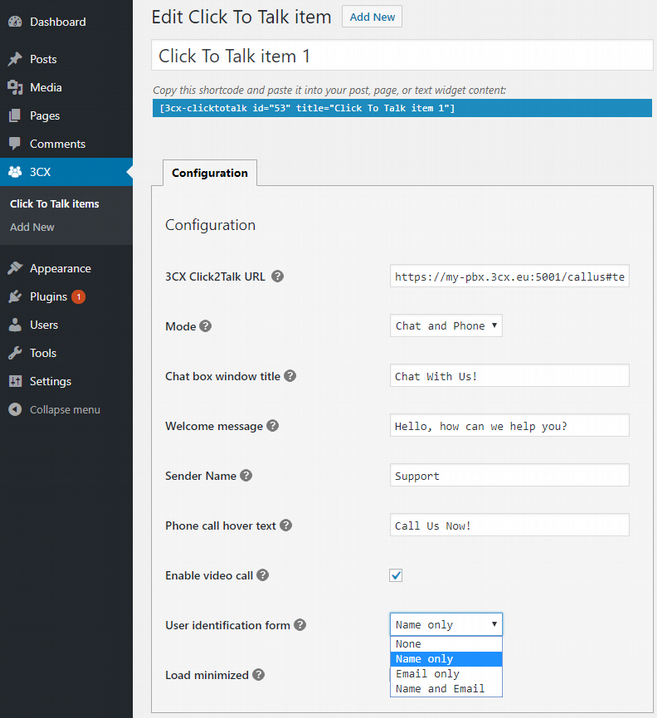 Dashboard
Posts
Media
Pages
Comments
3CX
Click To Talk items
Add New
Appearance
Plugins 1
Users
Tools
Settings
Collapse menu
Edit Click To Talk item Add New
Click To Talk item 1
Copy this shortcode and paste it into your post, page, or text widget content:
[3cx-clicktotalk id="53" title="Click To Talk item 1"]
Configuration
Configuration
3CX Click2Talk URL ? https://my-pbx.3cx.eu:5001/callus#te
Mode ? Chat and Phone
Chat box window title ? Chat With Us!
Welcome message ? Hello, how can we help you?
Sender Name ? Support
Phone call hover text ? Call Us Now!
Enable video call ?
User identification form ? Name only
None
Name only
Email only
Name and Email
Load minimized ?